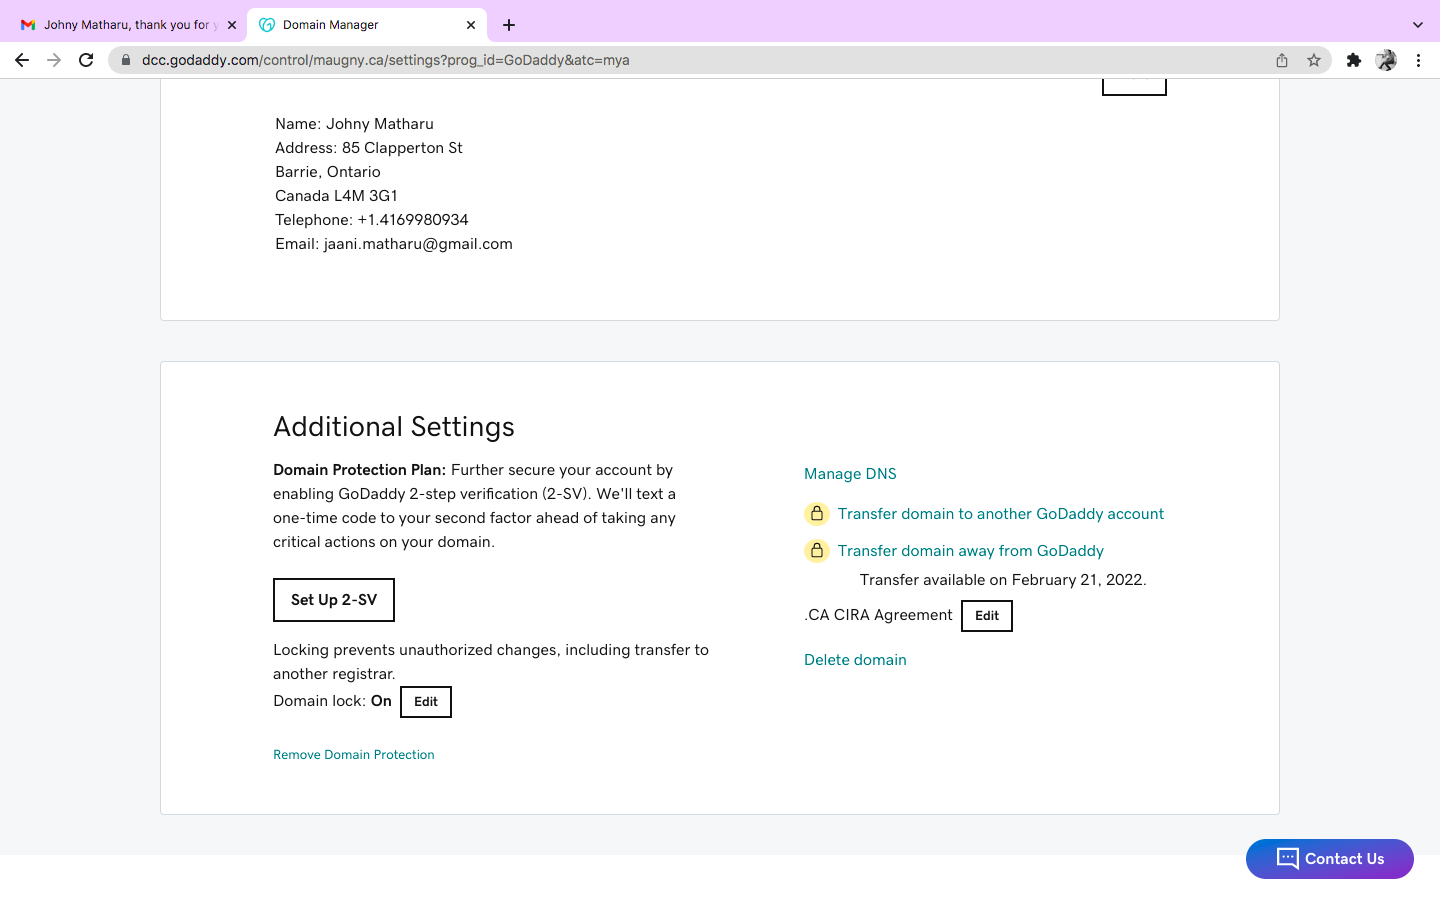 Johny Matharu, thank you for y
Domain Manager
dcc.godaddy.com/control/maugny.ca/settings?prog_id=GoDaddy&atc=mya
Name: Johny Matharu
Address: 85 Clapperton St
Barrie, Ontario
Canada L4M 3G1
Telephone: +1.4169980934
Email: jaani.matharu@gmail.com
Additional Settings
Domain Protection Plan: Further secure your account by
enabling GoDaddy 2-step verification (2-SV). We'll text a
one-time code to your second factor ahead of taking any
critical actions on your domain.
Set Up 2-SV
Locking prevents unauthorized changes, including transfer to
another registrar.
Domain lock: On Edit
Remove Domain Protection
Manage DNS
Transfer domain to another GoDaddy account
Transfer domain away from GoDaddy
Transfer available on February 21, 2022.
.CA CIRA Agreement Edit
Delete domain
Contact Us